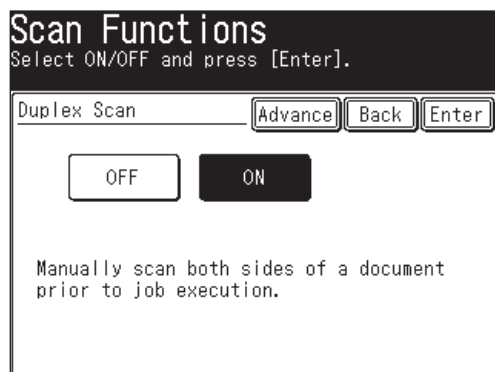 Scan Functions
Select ON/OFF and press [Enter].
Duplex Scan Advance Back Enter
OFF ON
Manually scan both sides of a document
prior to job execution.